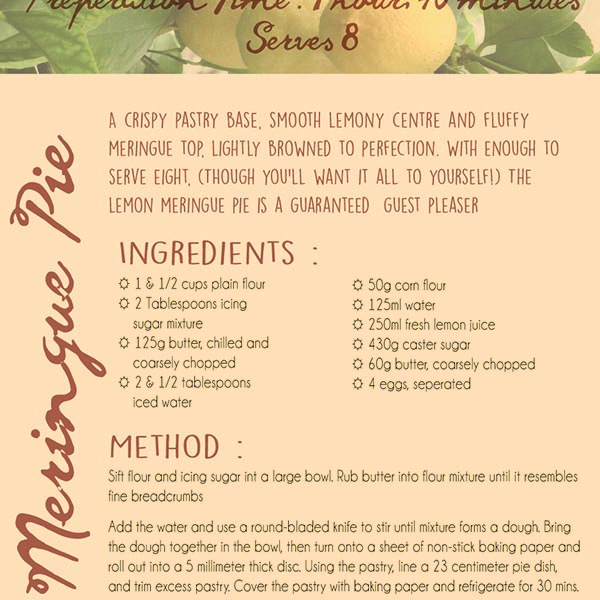 Preparation Time : 1 hour minutes
Serves 8
Meringue Pie
A CRISPY PASTRY BASE, SMOOTH LEMONY CENTRE AND FLUFFY
MERINGUE TOP, LIGHTLY BROWNED TO PERFECTION. WITH ENOUGH TO
SERVE EIGHT, (THOUGH YOU'LL WANT IT ALL TO YOURSELF!) THE
LEMON MERINGUE PIE IS A GUARANTEED GUEST PLEASER
INGREDIENTS :
1 & 1/2 cups plain flour
2 Tablespoons icing
sugar mixture
125g butter, chilled and
coarsely chopped
2 & 1/2 tablespoons
iced water
50g corn flour
125ml water
250ml fresh lemon juice
430g caster sugar
60g butter, coarsely chopped
4 eggs, seperated
METHOD :
Sift flour and icing sugar int a large bowl. Rub butter into flour mixture until it resembles
fine breadcrumbs
Add the water and use a round-bladed knife to stir until mixture forms a dough. Bring
the dough together in the bowl, then turn onto a sheet of non-stick baking paper and
roll out into a 5 millimeter thick disc. Using the pastry, line a 23 centimeter pie dish,
and trim excess pastry. Cover the pastry with baking paper and refrigerate for 30 mins.